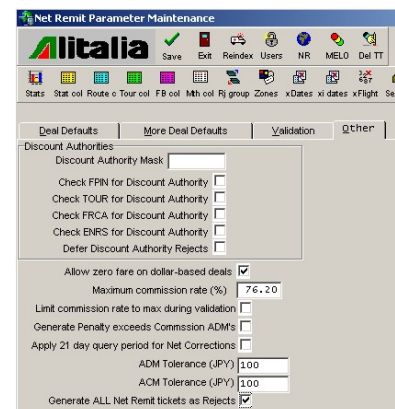 Net Remit Parameter Maintenance
Alitalia
Save Exit Reindex Users NR MELO Del TT
Stats Stat col Route c Tour col FB col Mth col Rj group Zones xDates xi dates xFlight Se
Deal Defaults More Deal Defaults Validation Other
Discount Authorities
Discount Authority Mask
Check FPIN for Discount Authority
Check TOUR for Discount Authority
Check FRCA for Discount Authority
Check ENRS for Discount Authority
Defer Discount Authority Rejects
Allow zero fare on dollar-based deals
Maximum commission rate (%) 76.20
Limit commission rate to max during validation
Generate Penalty exceeds Commssion ADM's
Apply 21 day query period for Net Corrections
ADM Tolerance (JPY) 100
ACM Tolerance (JPY) 100
Generate ALL Net Remit tickets as Rejects